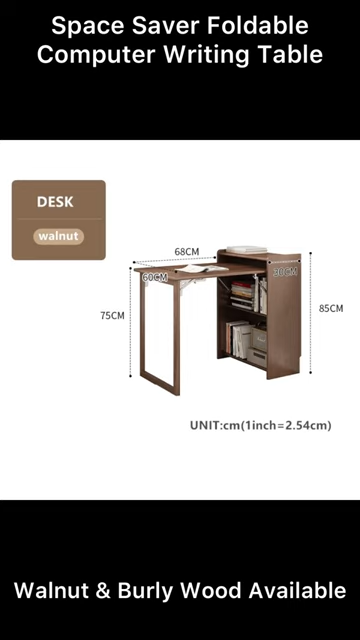 Space Saver Foldable
Computer Writing Table
DESK
walnut
68CM
60CM
30CM
75CM
85CM
UNIT:cm(1inch=2.54cm)
Walnut & Burly Wood Available